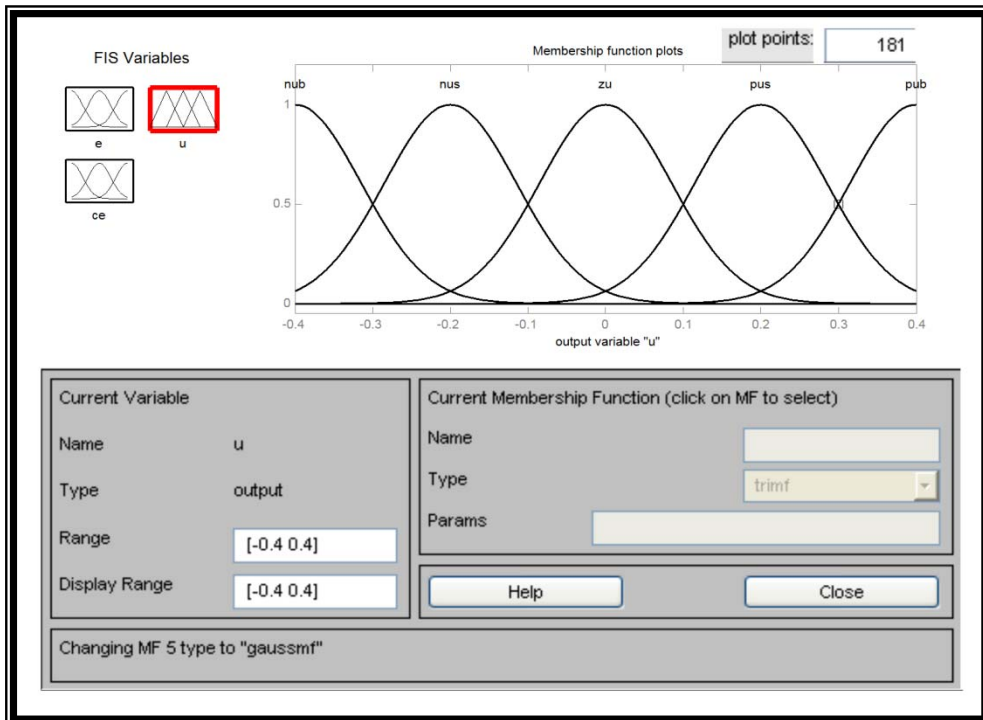 FIS Variables
Membership function plots
plot points:
181
e
u
ce
nub
nus
zu
pus
pub
1
0.5
0
-0.4
-0.3
-0.2
-0.1
0
0.1
0.2
0.3
0.4
output variable "u"
Current Variable
Name
u
Type
output
Range
[-0.4 0.4]
Display Range
[-0.4 0.4]
Current Membership Function (click on MF to select)
Name
Type
trimf
Params
Help
Close
Changing MF 5 type to "gaussmf"